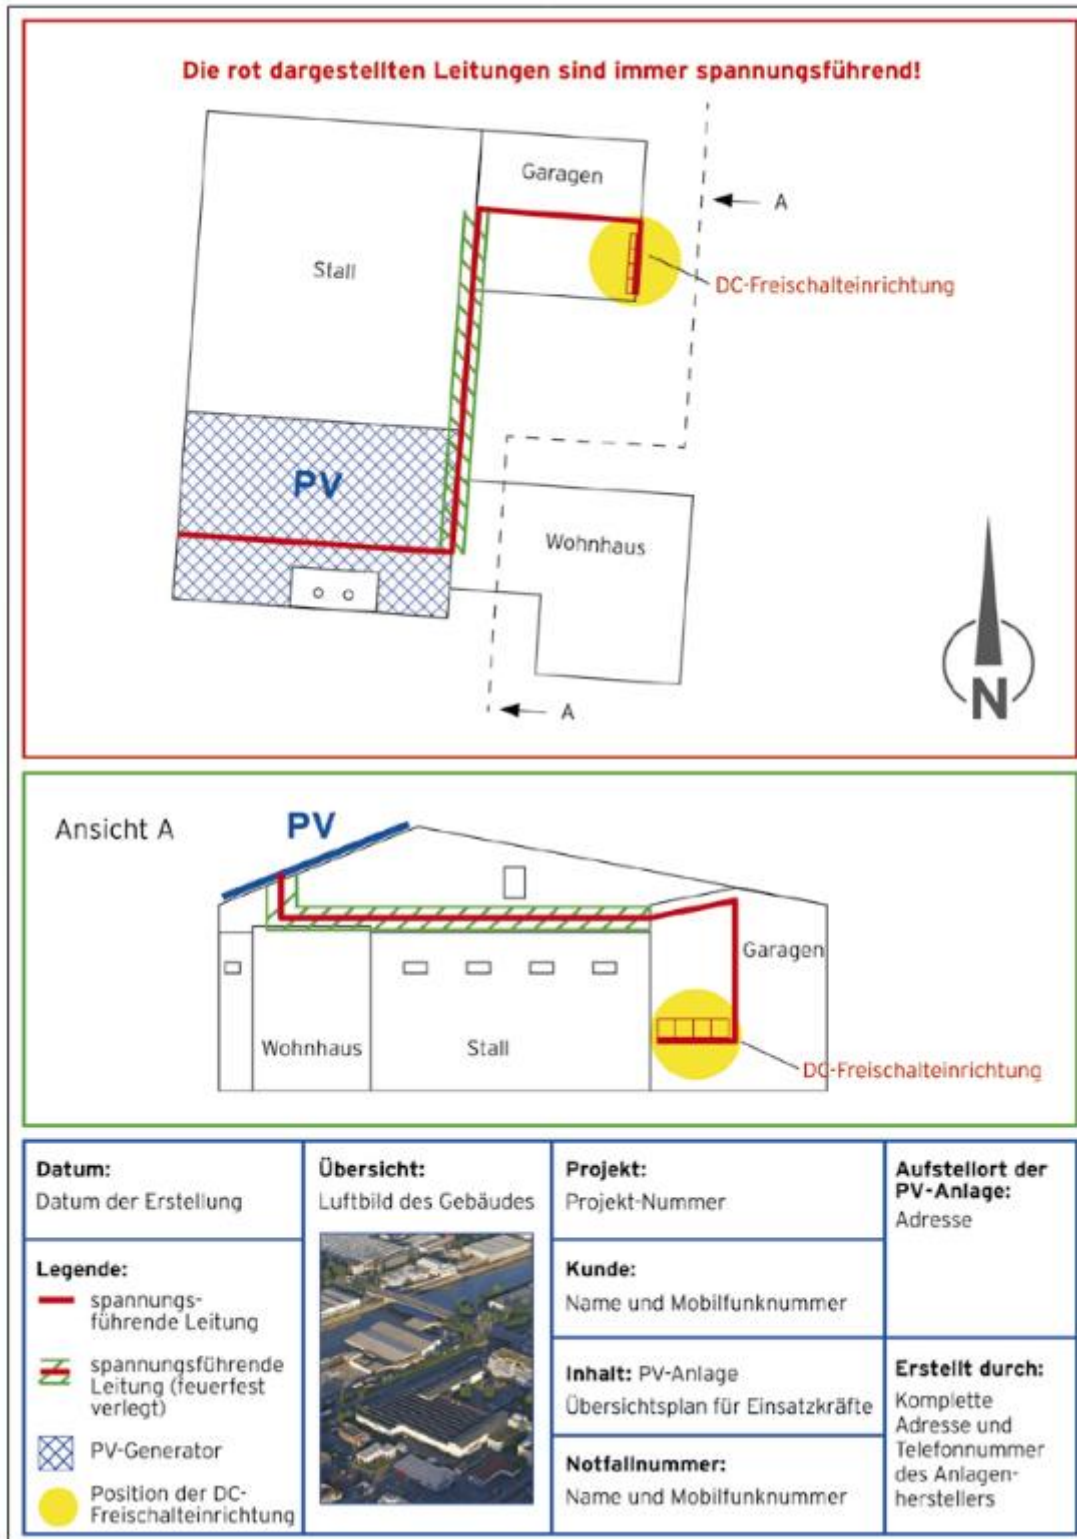 Die rot dargestellten Leitungen sind immer spannungsführend!
Garagen
A
Stall
DC-Freischalteinrichtung
PV
Wohnhaus
A
N
Ansicht A
PV
Garagen
Wohnhaus
Stall
DC-Freischalteinrichtung
Datum:
Datum der Erstellung
Legende:
spannungs-
führende Leitung
spannungsführende
Leitung (feuerfest
verlegt)
PV-Generator
Position der DC-
Freischalteinrichtung
Übersicht:
Luftbild des Gebäudes
Projekt:
Projekt-Nummer
Kunde:
Name und Mobilfunknummer
Inhalt: PV-Anlage
Übersichtsplan für Einsatzkräfte
Notfallnummer:
Name und Mobilfunknummer
Aufstellort der
PV-Anlage:
Adresse
Erstellt durch:
Komplette
Adresse und
Telefonnummer
des Anlagen-
herstellers